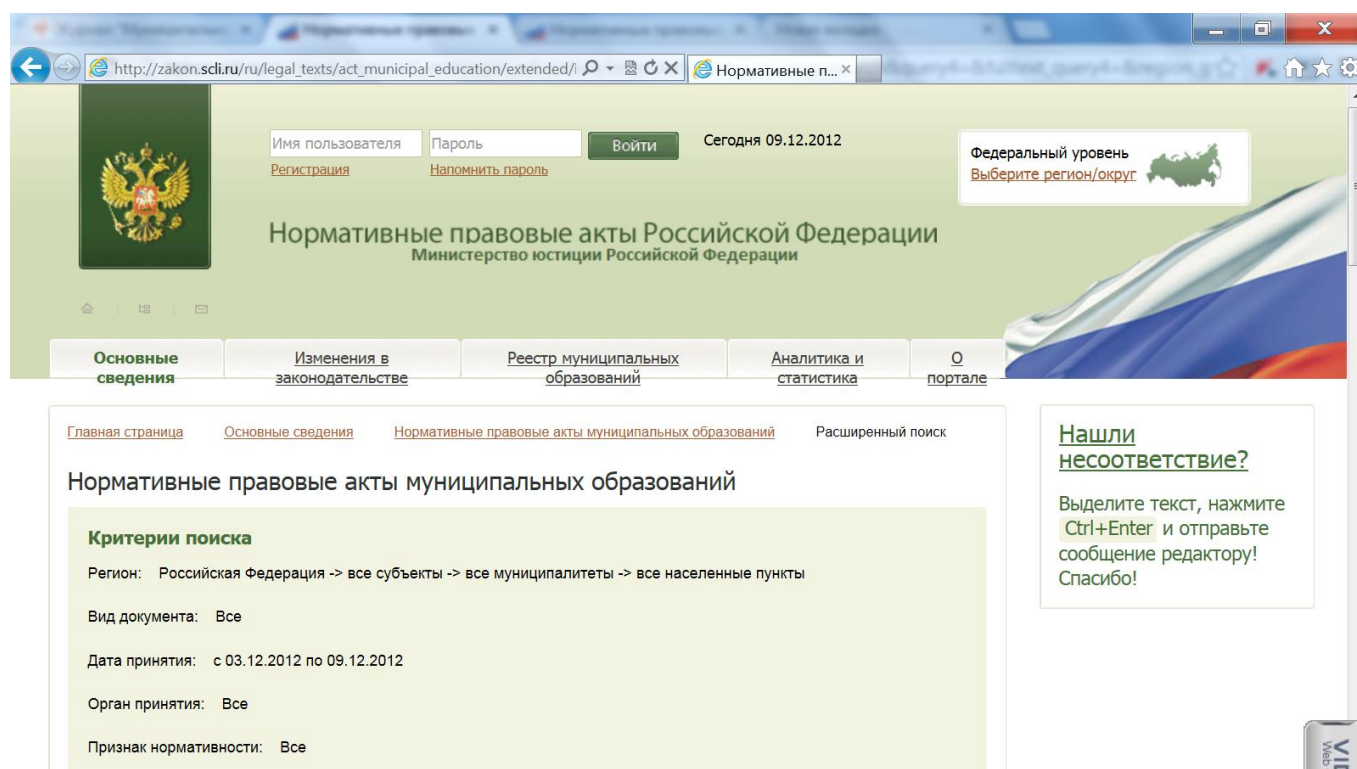 http://zakon.scli.ru/ru/legal_texts/act_municipal_education/extended/i
Нормативные п...
Имя пользователя
Пароль
Войти
Сегодня 09.12.2012
Регистрация
Напомнить пароль
Федеральный уровень
Выберите регион/округ
Нормативные правовые акты Российской Федерации
Министерство юстиции Российской Федерации
Основные сведения
Изменения в законодательстве
Реестр муниципальных образований
Аналитика и статистика
О портале
Главная страница
Основные сведения
Нормативные правовые акты муниципальных образований
Расширенный поиск
Нормативные правовые акты муниципальных образований
Критерии поиска
Регион: Российская Федерация -> все субъекты -> все муниципалитеты -> все населенные пункты
Вид документа: Все
Дата принятия: с 03.12.2012 по 09.12.2012
Орган принятия: Все
Признак нормативности: Все
Нашли
несоответствие?
Выделите текст, нажмите
Ctrl+Enter и отправьте
сообщение редактору!
Спасибо!
Web